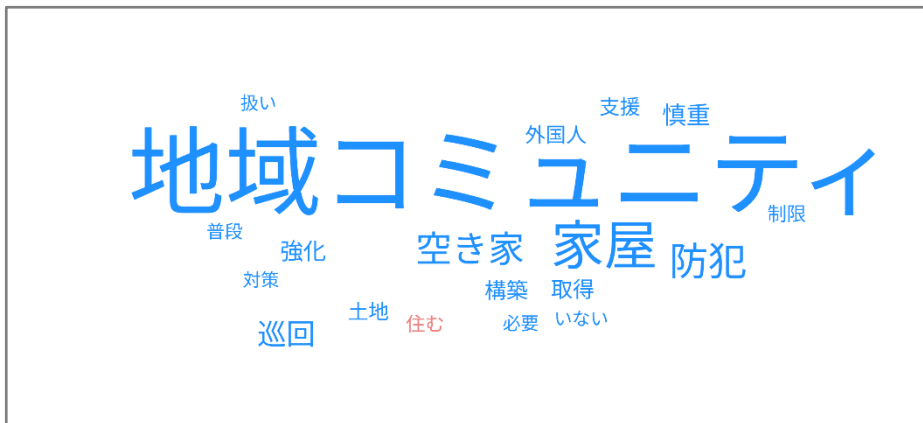 扱い
支援
慎重
外国人
地域コミュニティ
制限
普段
強化
空き家
家屋
防犯
対策
構築
取得
土地
住む
必要
いない
巡回